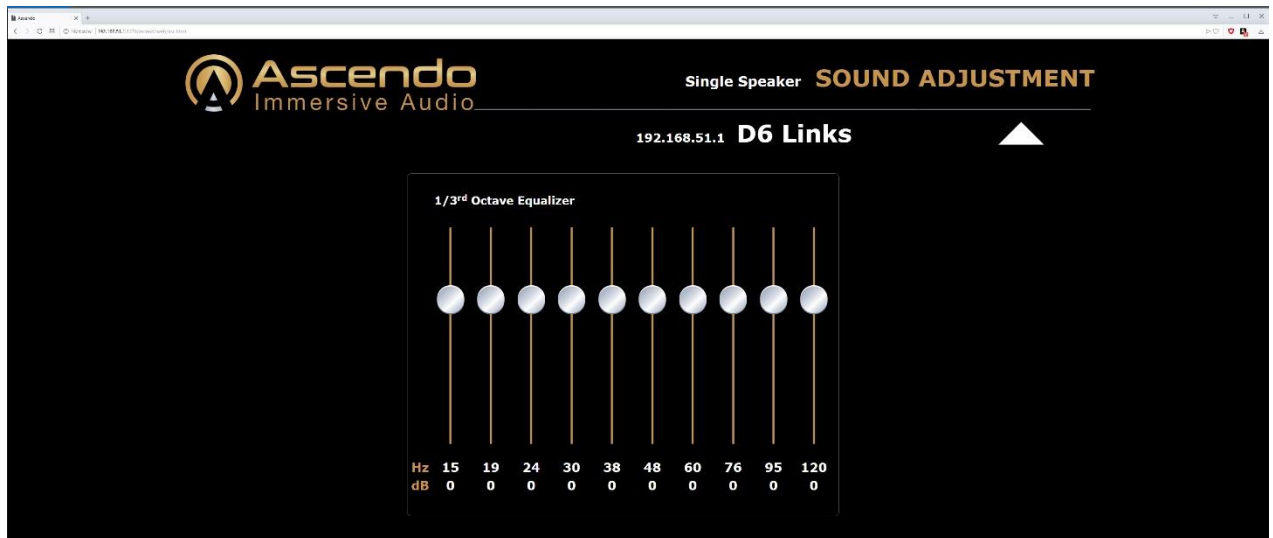 Ascendo
Ascendo
Immersive Audio
Single Speaker SOUND ADJUSTMENT
192.168.51.1 D6 Links
1/3rd Octave Equalizer
Hz 15 19 24 30 38 48 60 76 95 120
dB 0 0 0 0 0 0 0 0 0 0